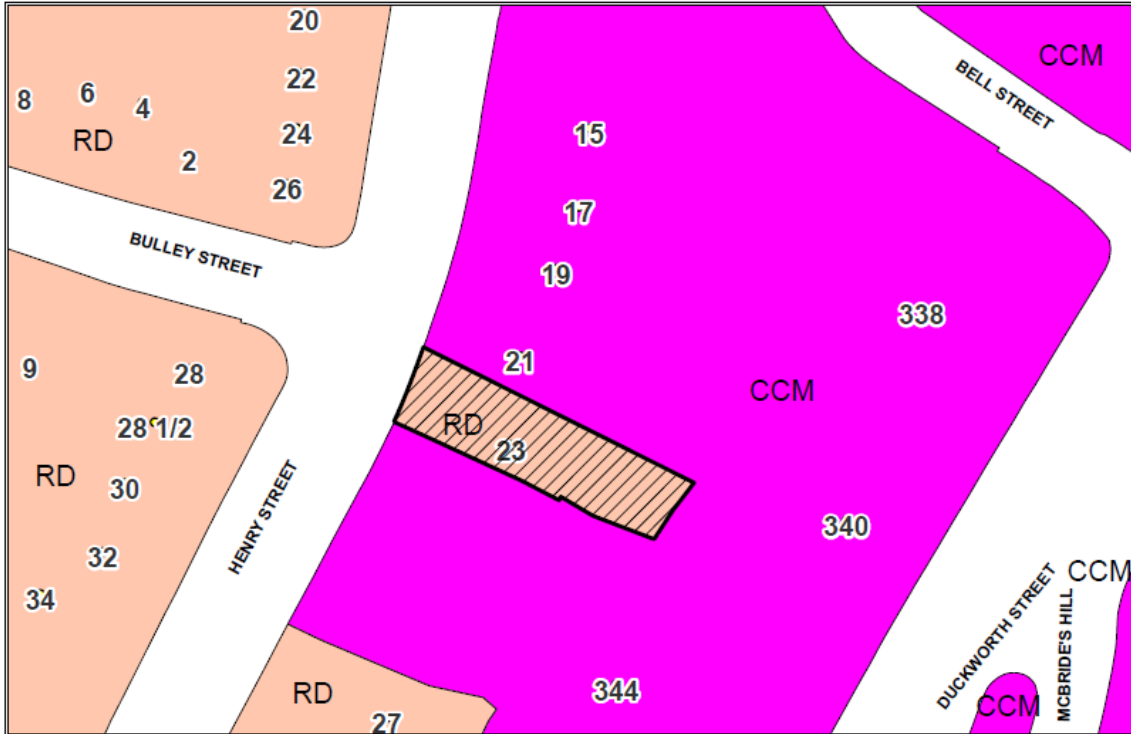 20
CCM
BELL STREET
22
8
6
4
24
15
RD
2
26
17
BULLEY STREET
19
338
21
9
28
CCM
28 1/2
RD
23
RD
30
HENRY STREET
340
32
CCM
34
DUCKWORTH STREET
MCBRIDE'S HILL
RD
344
CCM
27